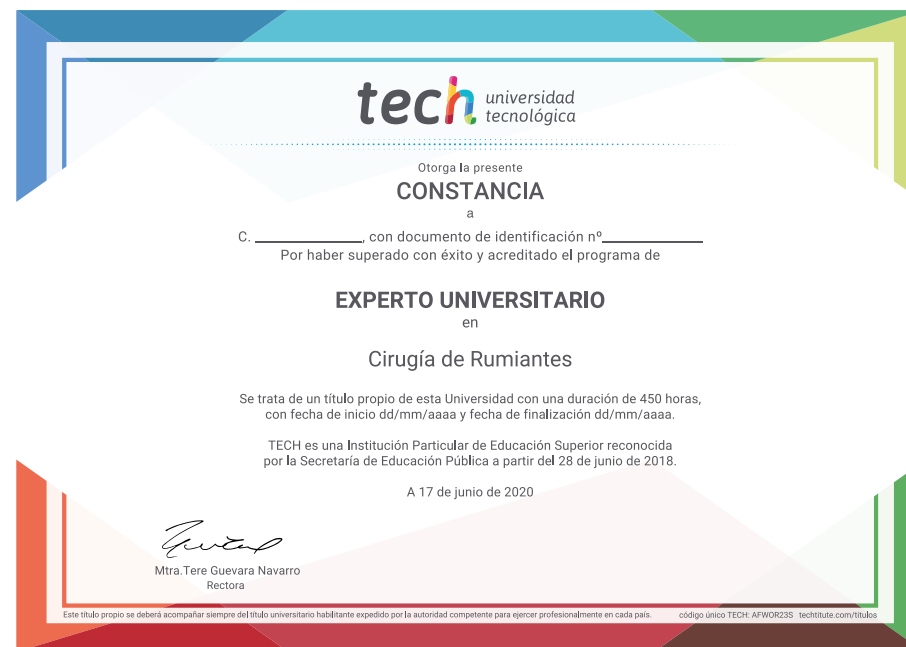 tech universidad
tecnológica
Otorga la presente
CONSTANCIA
a
C. ____________, con documento de identificación nº____________
Por haber superado con éxito y acreditado el programa de
EXPERTO UNIVERSITARIO
en
Cirugía de Rumiantes
Se trata de un título propio de esta Universidad con una duración de 450 horas,
con fecha de inicio dd/mm/aaaa y fecha de finalización dd/mm/aaaa.
TECH es una Institución Particular de Educación Superior reconocida
por la Secretaría de Educación Pública a partir del 28 de junio de 2018.
A 17 de junio de 2020
Mtra.Tere Guevara Navarro
Rectora
Este título propio se deberá acompañar siempre del título universitario habilitante expedido por la autoridad competente para ejercer profesionalmente en cada país. código único TECH: AFWOR23S techtitute.com/titulos